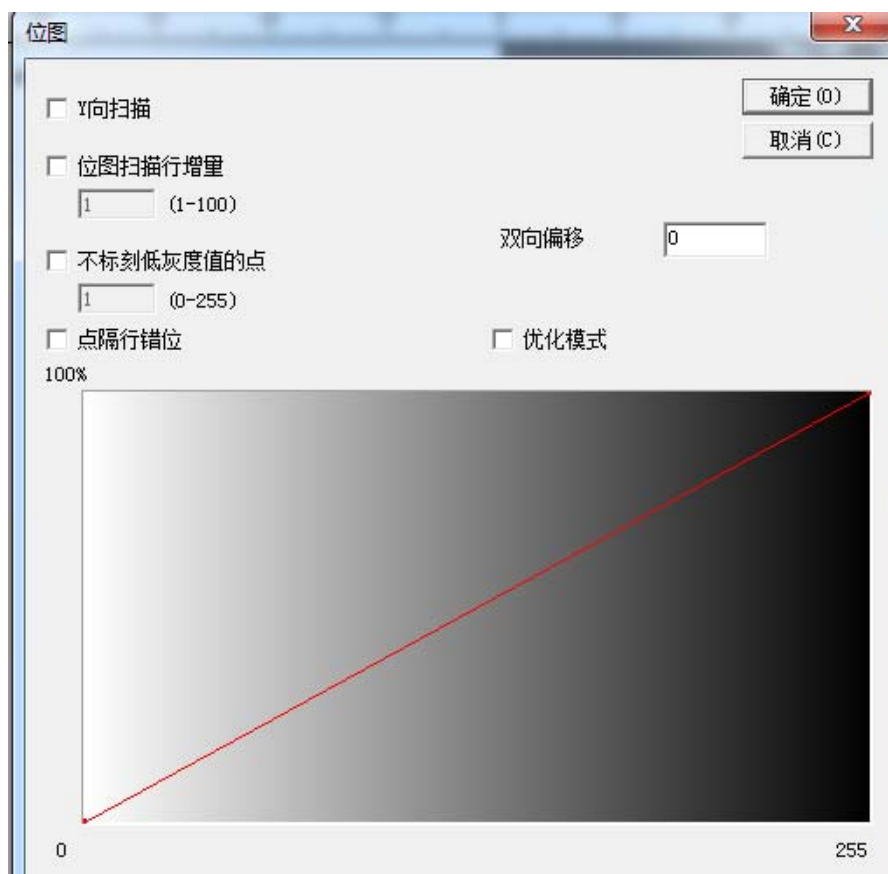 位图
Y向扫描
确定(O)
取消(C)
位图扫描行增量
1 (1-100)
双向偏移 0
不标刻低灰度值的点
1 (0-255)
点隔行错位 优化模式
100%
0 255